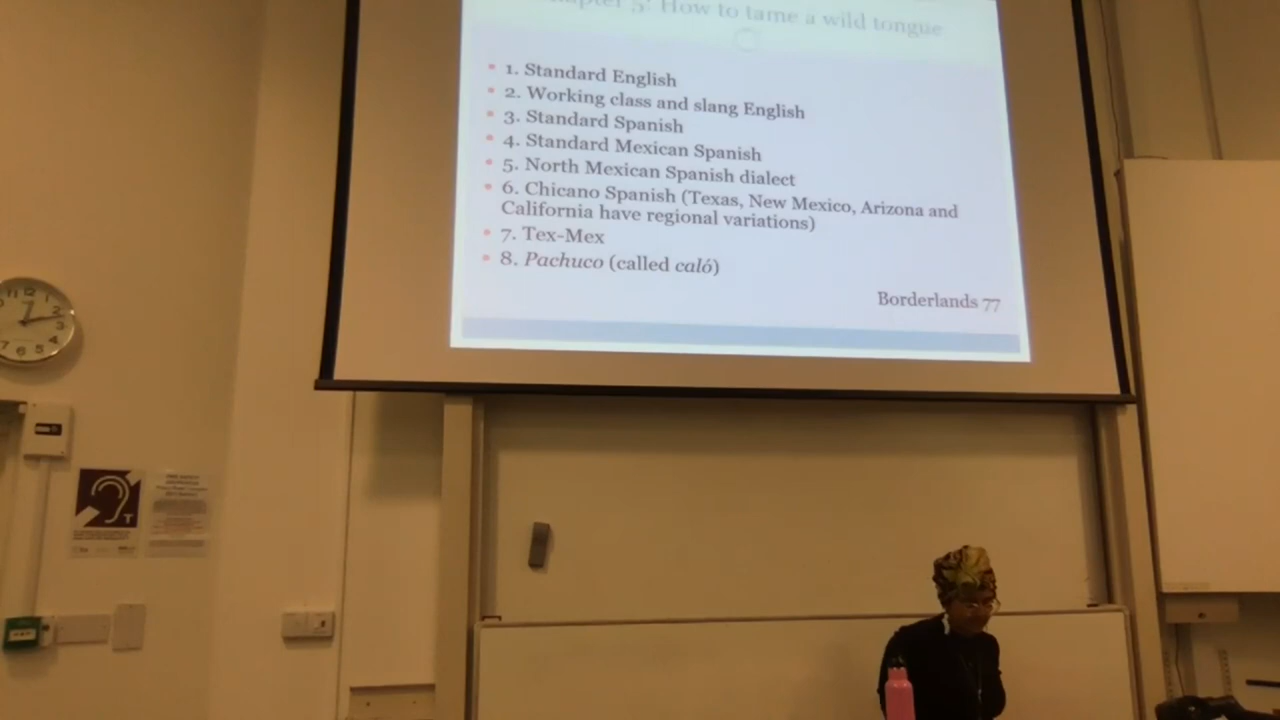 5: How to tame a wild tongue
• 1. Standard English
• 2. Working class and slang English
• 3. Standard Spanish
• 4. Standard Mexican Spanish
• 5. North Mexican Spanish dialect
• 6. Chicano Spanish (Texas, New Mexico, Arizona and
California have regional variations)
• 7. Tex-Mex
• 8. Pachuco (called caló)
Borderlands 77
T